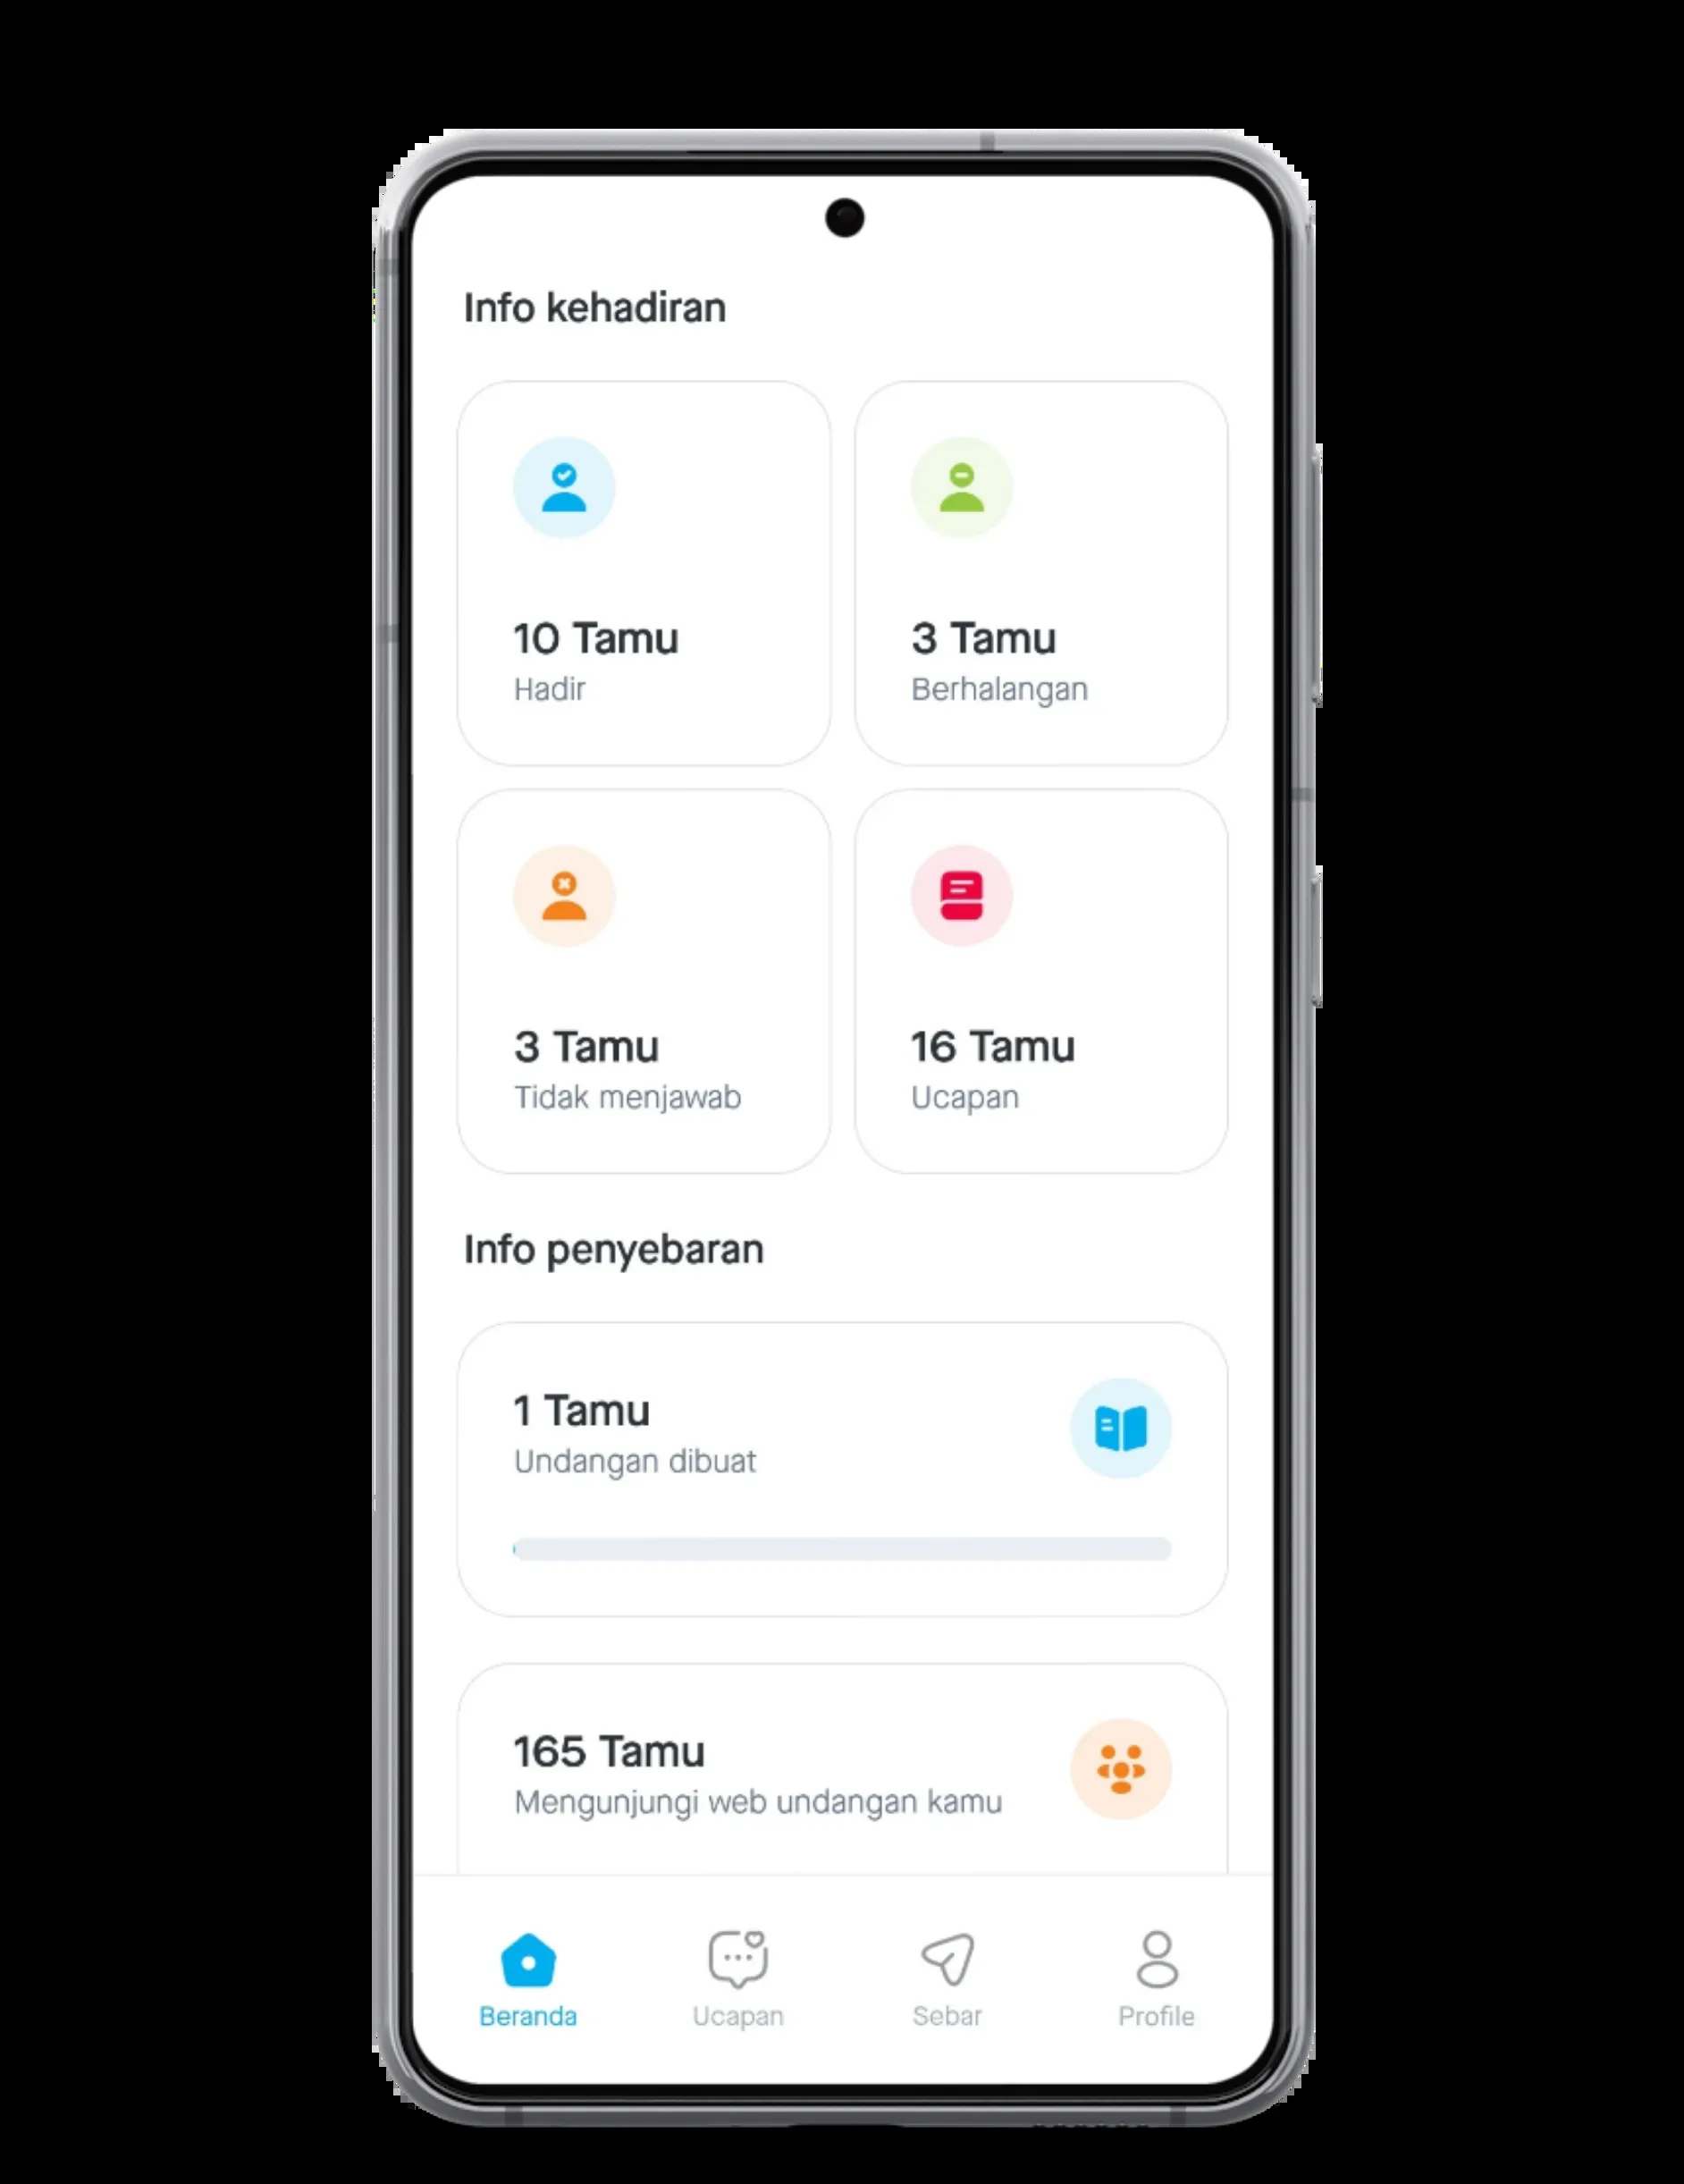 Info kehadiran
10 Tamu
Hadir
3 Tamu
Berhalangan
3 Tamu
Tidak menjawab
16 Tamu
Ucapan
Info penyebaran
1 Tamu
Undangan dibuat
165 Tamu
Mengunjungi web undangan kamu
Beranda
Ucapan
Sebar
Profile